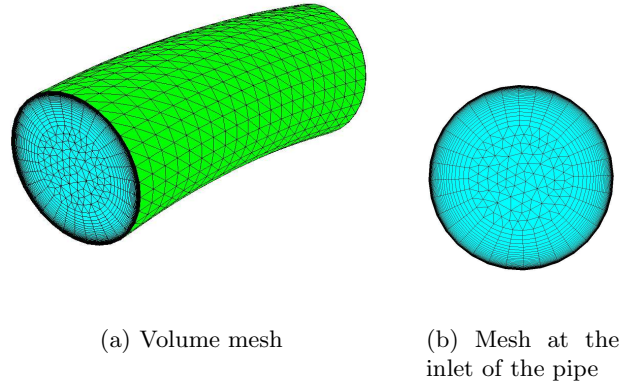 (a) Volume mesh
(b) Mesh at the
inlet of the pipe